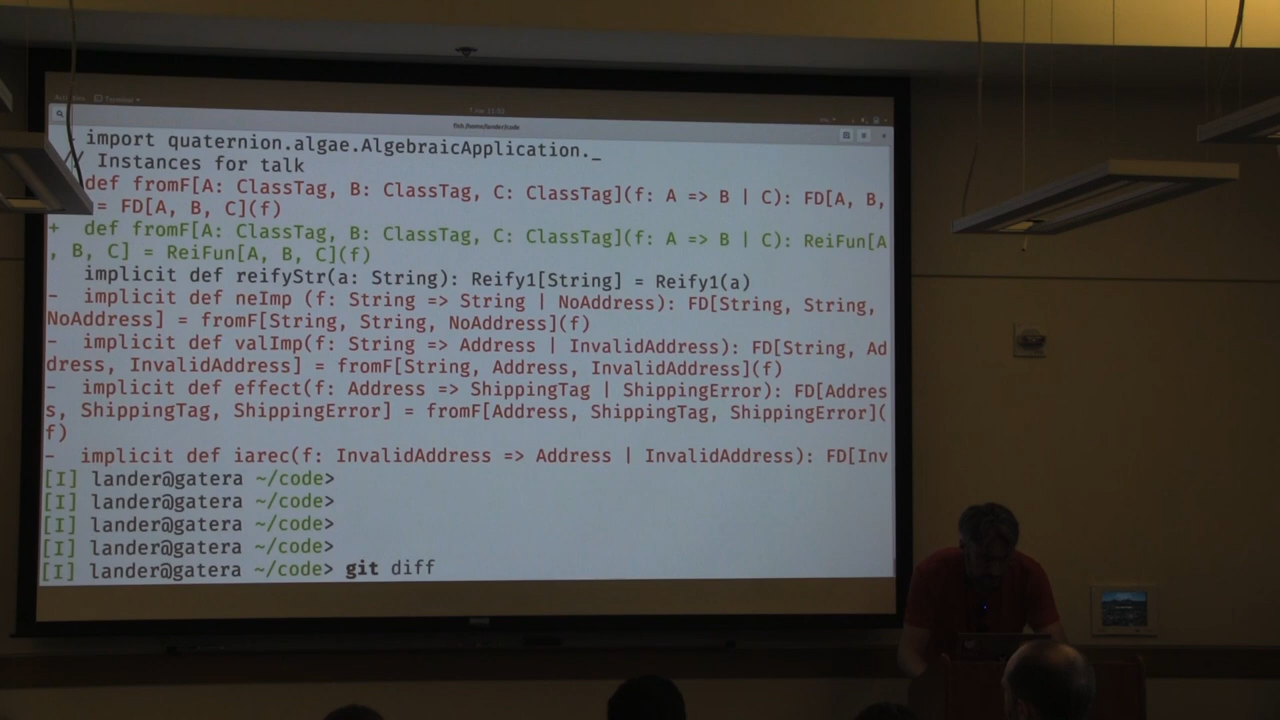 Terminal
fish /home/lander/code
import quaternion.algae.AlgebraicApplication._
Instances for talk
def fromF[A: ClassTag, B: ClassTag, C: ClassTag](f: A => B | C): FD[A, B,
= FD[A, B, C](f)
+  def fromF[A: ClassTag, B: ClassTag, C: ClassTag](f: A => B | C): ReiFun[A
, B, C] = ReiFun[A, B, C](f)
implicit def reifyStr(a: String): Reify1[String] = Reify1(a)
-  implicit def neImp (f: String => String | NoAddress): FD[String, String,
NoAddress] = fromF[String, String, NoAddress](f)
-  implicit def valImp(f: String => Address | InvalidAddress): FD[String, Ad
dress, InvalidAddress] = fromF[String, Address, InvalidAddress](f)
-  implicit def effect(f: Address => ShippingTag | ShippingError): FD[Addres
s, ShippingTag, ShippingError] = fromF[Address, ShippingTag, ShippingError](
f)
-  implicit def iarec(f: InvalidAddress => Address | InvalidAddress): FD[Inv
[I] lander@gatera ~/code>
[I] lander@gatera ~/code>
[I] lander@gatera ~/code>
[I] lander@gatera ~/code>
[I] lander@gatera ~/code> git diff